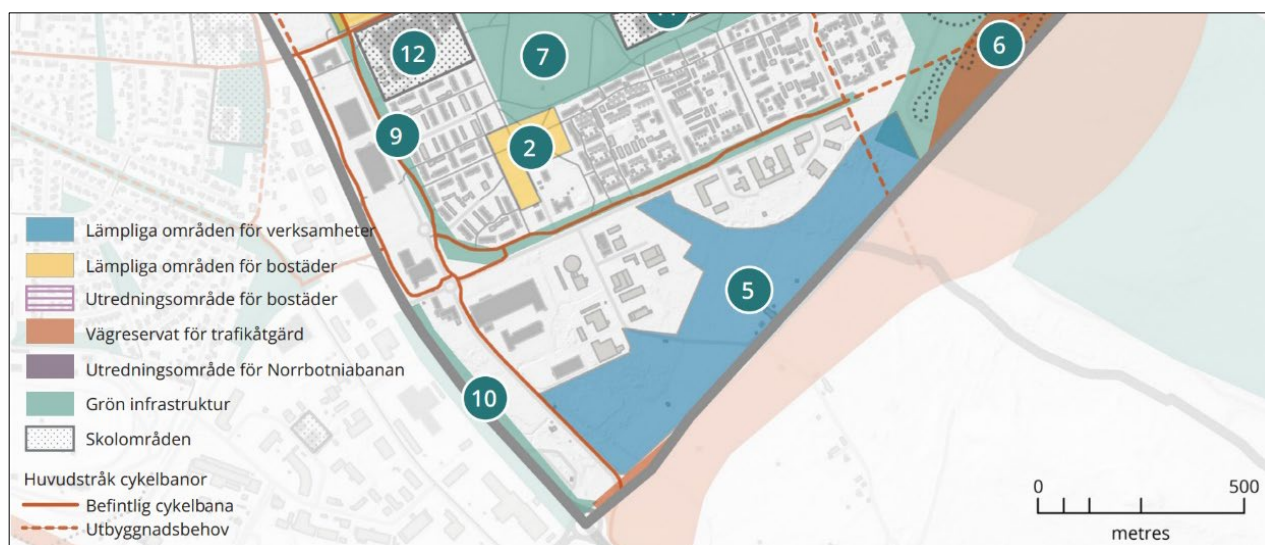 6
12
7
9
2
5
10
Lämpliga områden för verksamheter
Lämpliga områden för bostäder
Utredningsområde för bostäder
Vägreservat för trafikåtgärd
Utredningsområde för Norrbotniabanan
Grön infrastruktur
Skolområden
Huvudstråk cykelbanor
Befintlig cykelbana
Utbyggnadsbehov
0 500
metres